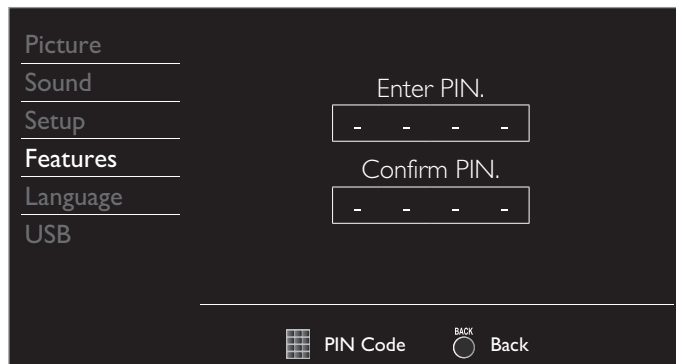 Picture
Sound
Setup
Features
Language
USB
Enter PIN.
- - - -
Confirm PIN.
- - - -
PIN Code
BACK
Back